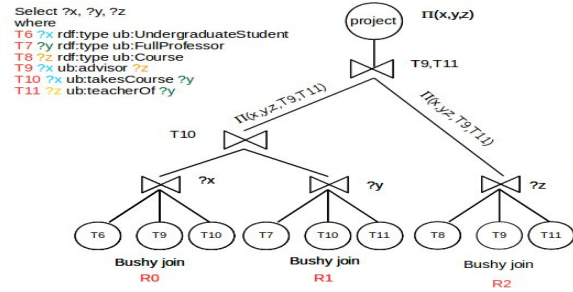 Select ?x, ?y, ?z
where
T6 ?x rdf:type ub:UndergraduateStudent
T7 ?y rdf:type ub:FullProfessor
T8 ?z rdf:type ub:Course
T9 ?x ub:advisor ?z
T10 ?x ub:takesCourse ?y
T11 ?z ub:teacherOf ?y
project
Π(x,y,z)
T9,T11
Π(x,yz,T9,T11)
Π(x,yz,T9,T11)
T10
?x
?y
?z
T6 T9 T10 T7 T10 T11 T8 T9 T11
Bushy join Bushy join Bushy join
R0 R1 R2